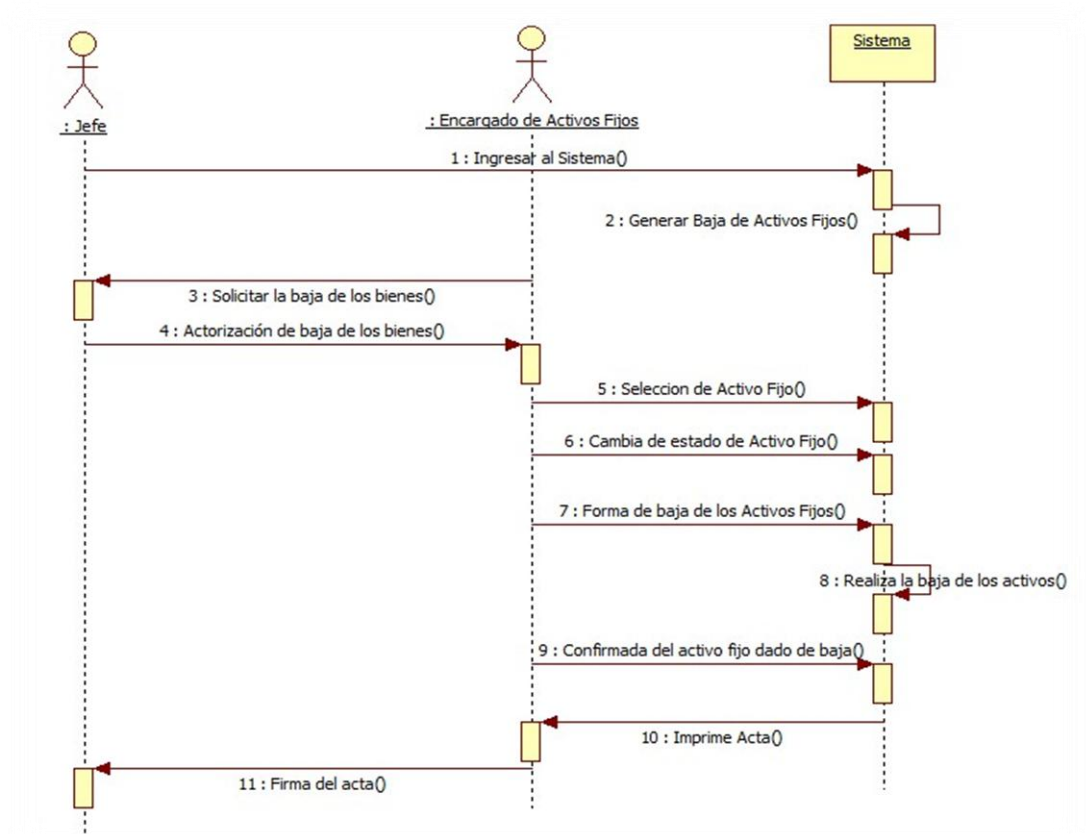 Sistema
: Jefe
: Encargado de Activos Fijos
1 : Ingresar al Sistema()
2 : Generar Baja de Activos Fijos()
3 : Solicitar la baja de los bienes()
4 : Actorización de baja de los bienes()
5 : Seleccion de Activo Fijo()
6 : Cambia de estado de Activo Fijo()
7 : Forma de baja de los Activos Fijos()
8 : Realiza la baja de los activos()
9 : Confirmada del activo fijo dado de baja()
10 : Imprime Acta()
11 : Firma del acta()